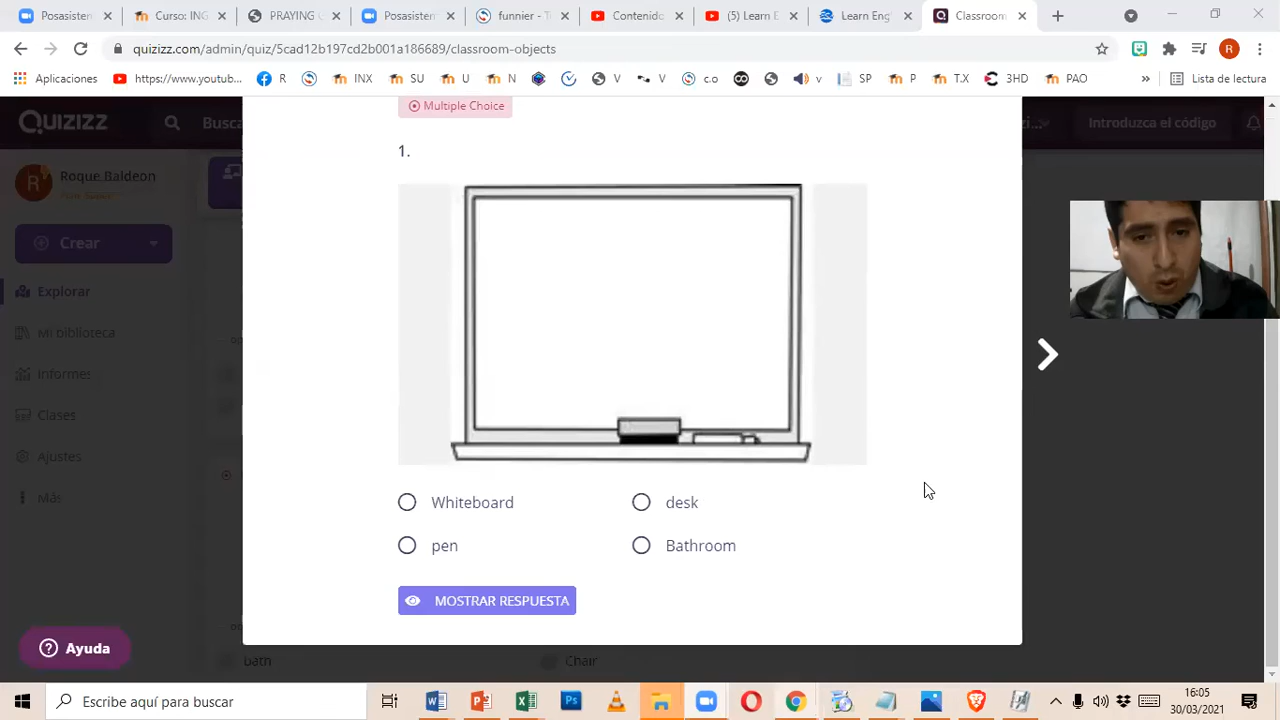 Posasisten
Curso: ING
PRAYING
Posasistem
funnier - T
Contenido
(5) Learn E
Learn Eng
Classroom
quizizz.com/admin/quiz/5cad12b197cd2b001a186689/classroom-objects
Aplicaciones
https://www.youtub...
R
INX
SU
U
N
V
V
c.o
SP
P
T.X
3HD
PAO
»
Lista de lectura
QUIZIZZ
Busca
Multiple Choice
Introduzca el código
1.
Roque Baldeon
Crear
Explorar
Mi biblioteca
Informes
Clases
Ajustes
Más
Whiteboard
desk
pen
Bathroom
MOSTRAR RESPUESTA
Ayuda
Bath
Chair
Escribe aquí para buscar
16:05
30/03/2021